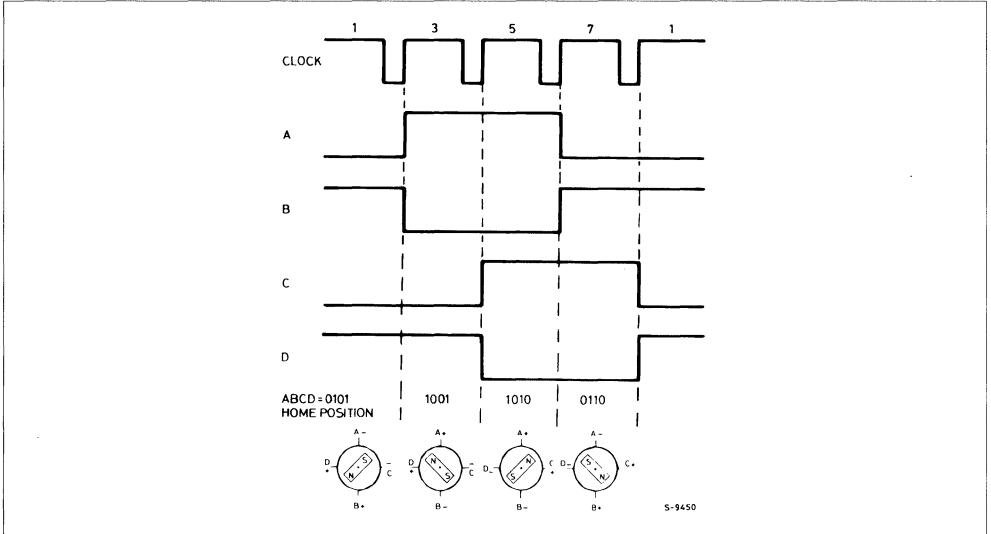 1 3 5 7 1
CLOCK
A
B
C
D
ABCD = 0101 1001 1010 0110
HOME POSITION
A- A+ A+ A-
D + S N - C D + N S - C D- N S C + D- S N C+
B+ B- B- B+
S-9450